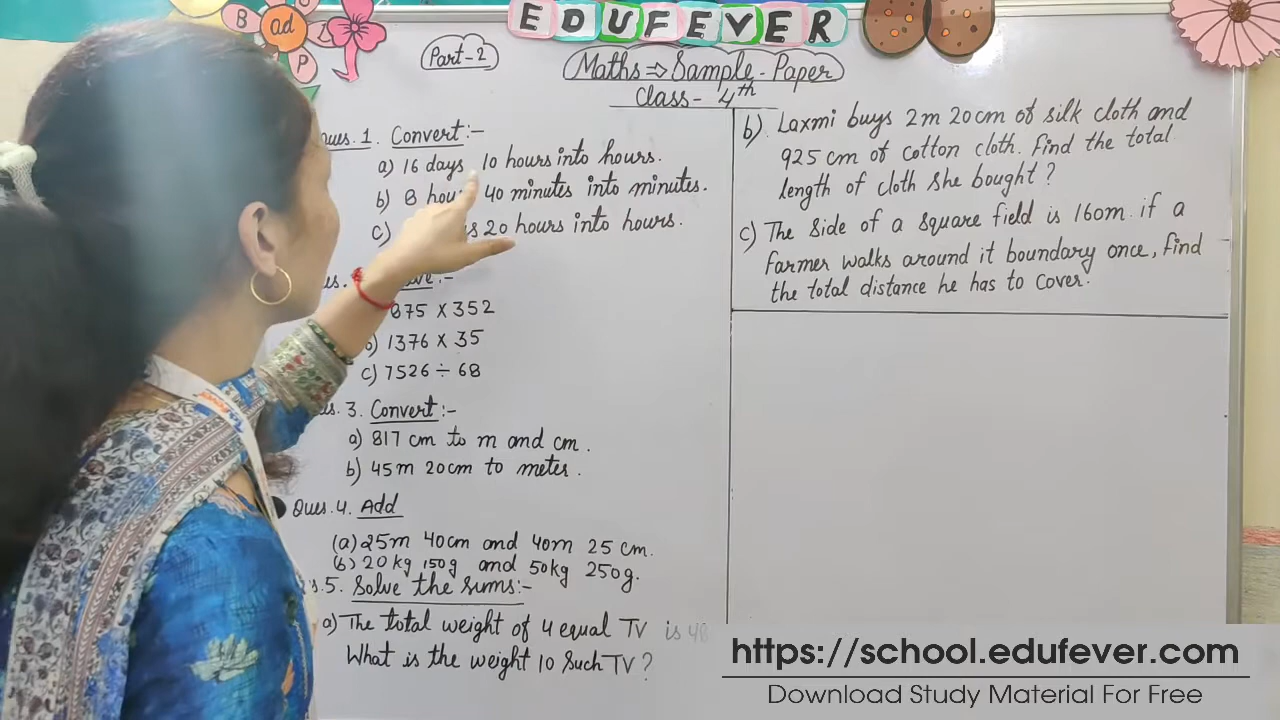 B ad P
EDUFEVER
Part-2
Maths ⇒ Sample-Paper
Class- 4th
Ques. 1. Convert:-
a) 16 days 10 hours into hours.
b) 8 40 minutes into minutes.
c) 20 hours into hours.
875 x 352
b) 1376 x 35
c) 7526 ÷ 68
3. Convert:-
a) 817 cm to m and cm.
b) 45m 20cm to meter.
Ques. 4. Add
(a) 25m 40cm and 40m 25 cm.
(b) 20kg 150g and 50kg 250g.
5. Solve the sums:-
a) The total weight of 4 equal TV is
What is the weight 10 Such TV?
b). Laxmi buys 2m 20cm of silk cloth and
925 cm of cotton cloth. Find the total
length of cloth she bought?
c) The Side of a square field is 160m. if a
farmer walks around it boundary once, find
the total distance he has to cover.
https://school.edufever.com
Download Study Material For Free